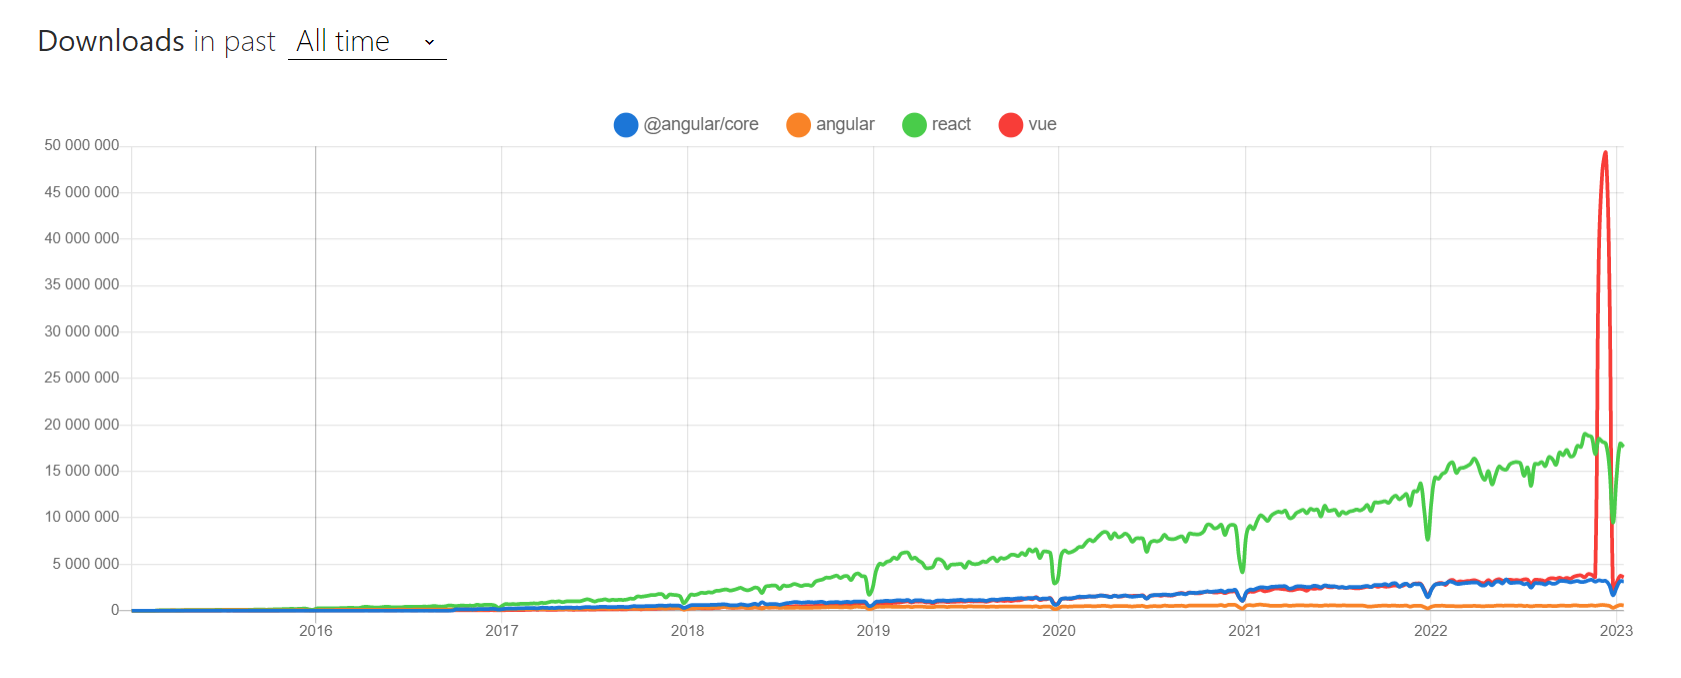 Downloads in past All time
@angular/core angular react vue
50 000 000
45 000 000
40 000 000
35 000 000
30 000 000
25 000 000
20 000 000
15 000 000
10 000 000
5 000 000
0
2016 2017 2018 2019 2020 2021 2022 2023